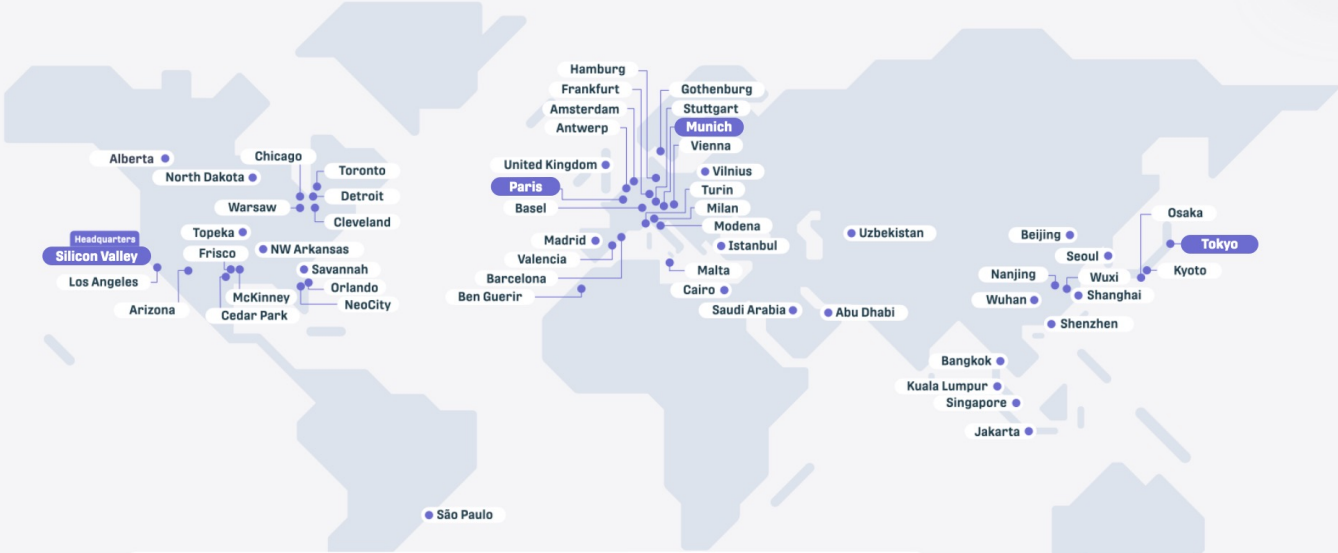 Hamburg
Frankfurt
Gothenburg
Amsterdam
Stuttgart
Antwerp
Munich
Vienna
Alberta
Chicago
United Kingdom
Vilnius
North Dakota
Toronto
Paris
Turin
Detroit
Warsaw
Basel
Milan
Cleveland
Modena
Topeka
Headquarters
Silicon Valley
Frisco
NW Arkansas
Madrid
Istanbul
Valencia
Uzbekistan
Beijing
Osaka
Tokyo
Seoul
Los Angeles
Savannah
Barcelona
Malta
Nanjing
Wuxi
Kyoto
Orlando
McKinney
Ben Guerir
Cairo
Wuhan
Shanghai
NeoCity
Arizona
Cedar Park
Saudi Arabia
Abu Dhabi
Shenzhen
Bangkok
Kuala Lumpur
Singapore
Jakarta
São Paulo